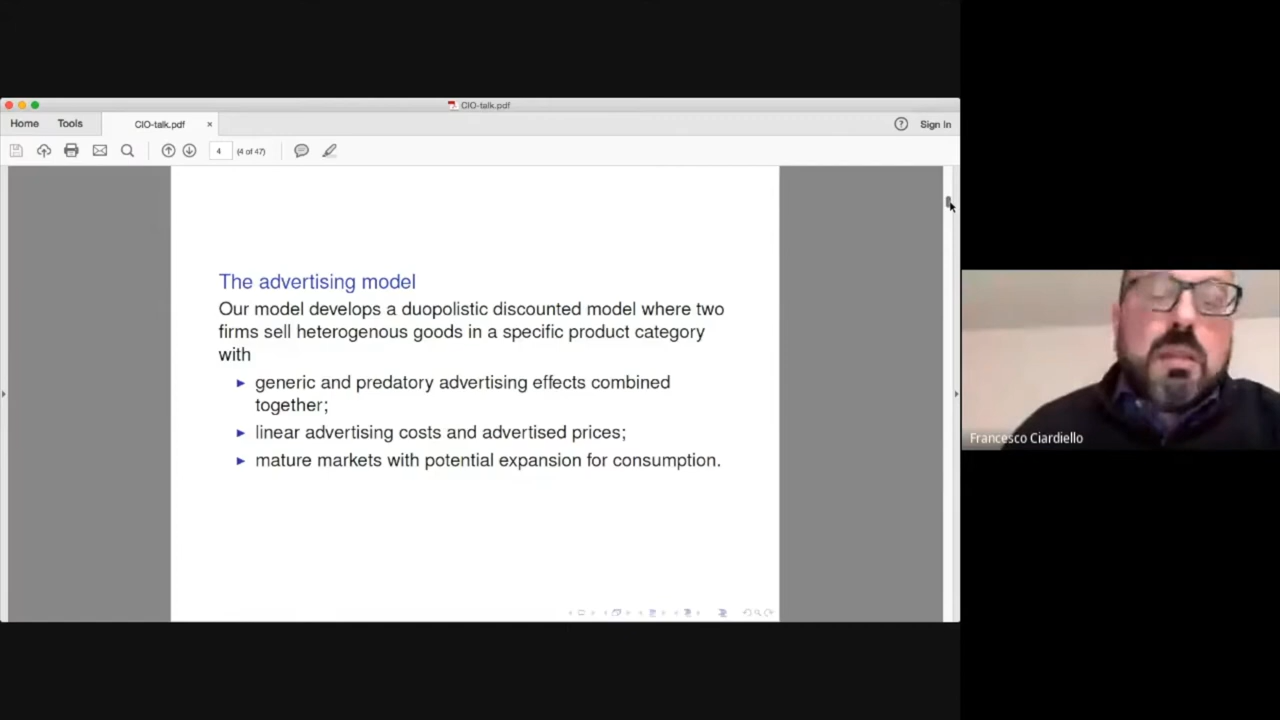 CIO-talk.pdf
Home Tools CIO-talk.pdf × ? Sign In
4 (4 of 47)
The advertising model
Our model develops a duopolistic discounted model where two
firms sell heterogenous goods in a specific product category
with
generic and predatory advertising effects combined
together;
linear advertising costs and advertised prices;
mature markets with potential expansion for consumption.
Francesco Ciardiello